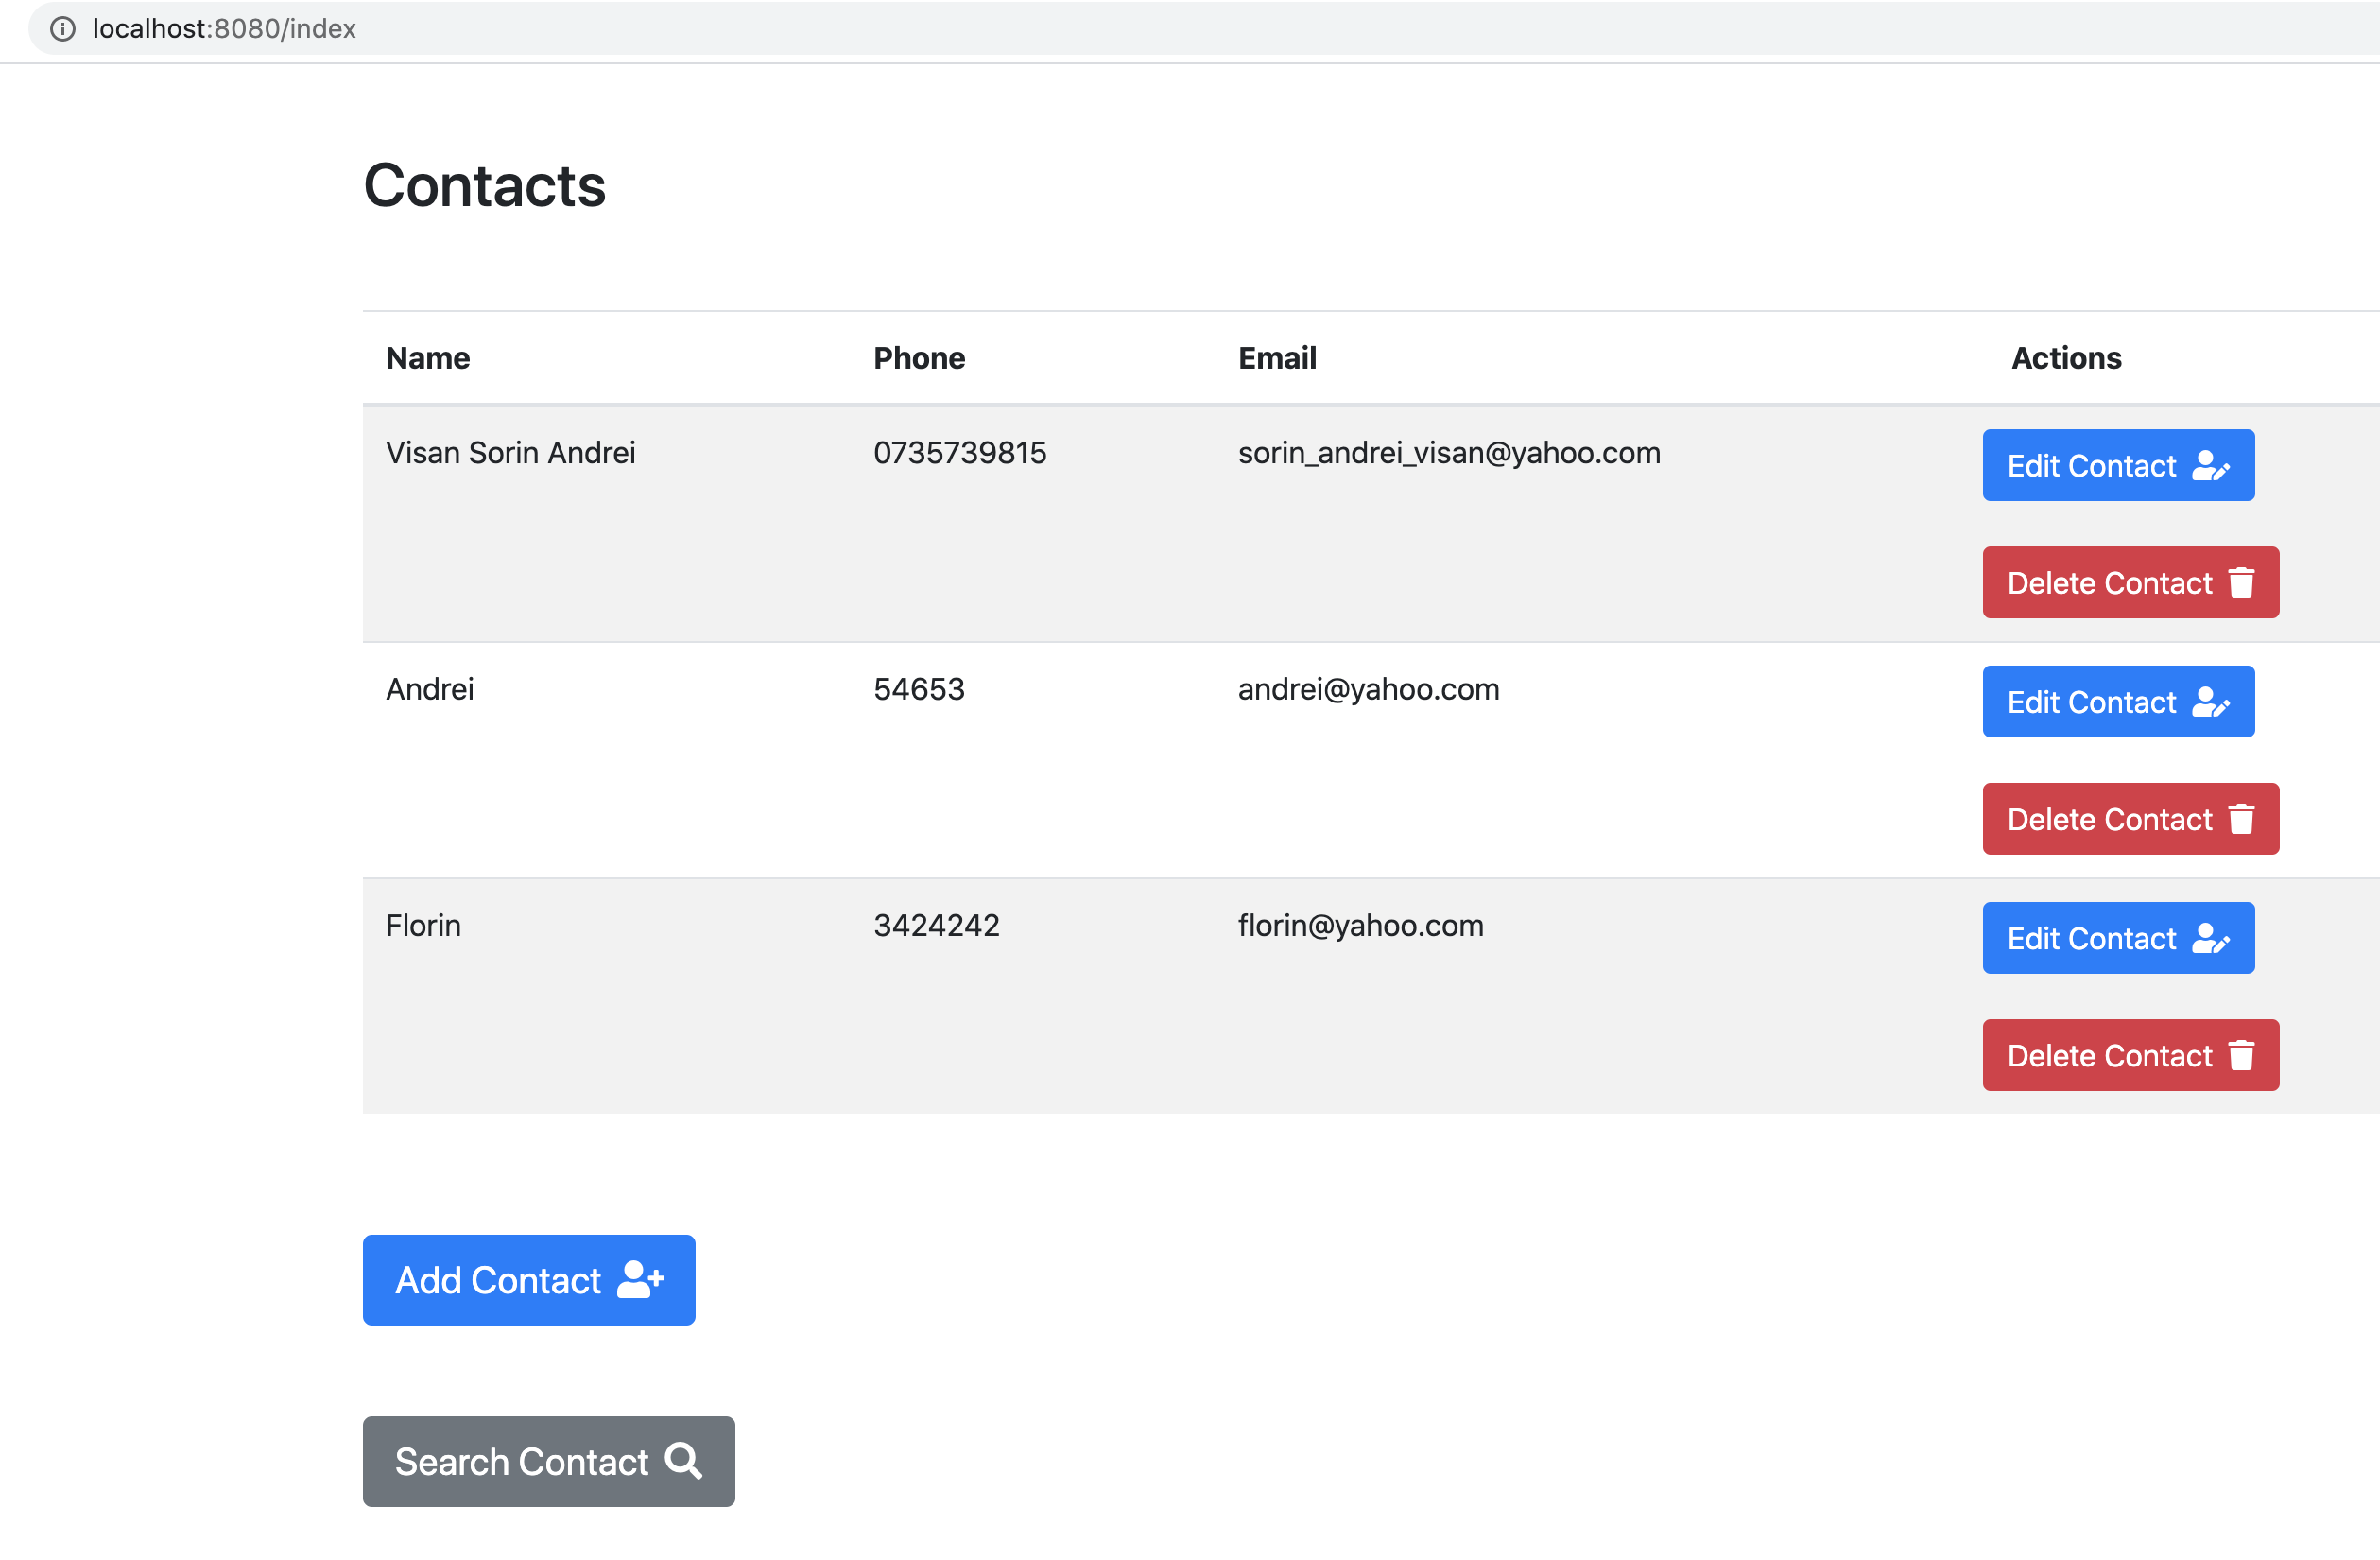 localhost:8080/index
Contacts
Name Phone Email Actions
Visan Sorin Andrei 0735739815 sorin_andrei_visan@yahoo.com Edit Contact
Delete Contact
Andrei 54653 andrei@yahoo.com Edit Contact
Delete Contact
Florin 3424242 florin@yahoo.com Edit Contact
Delete Contact
Add Contact
Search Contact